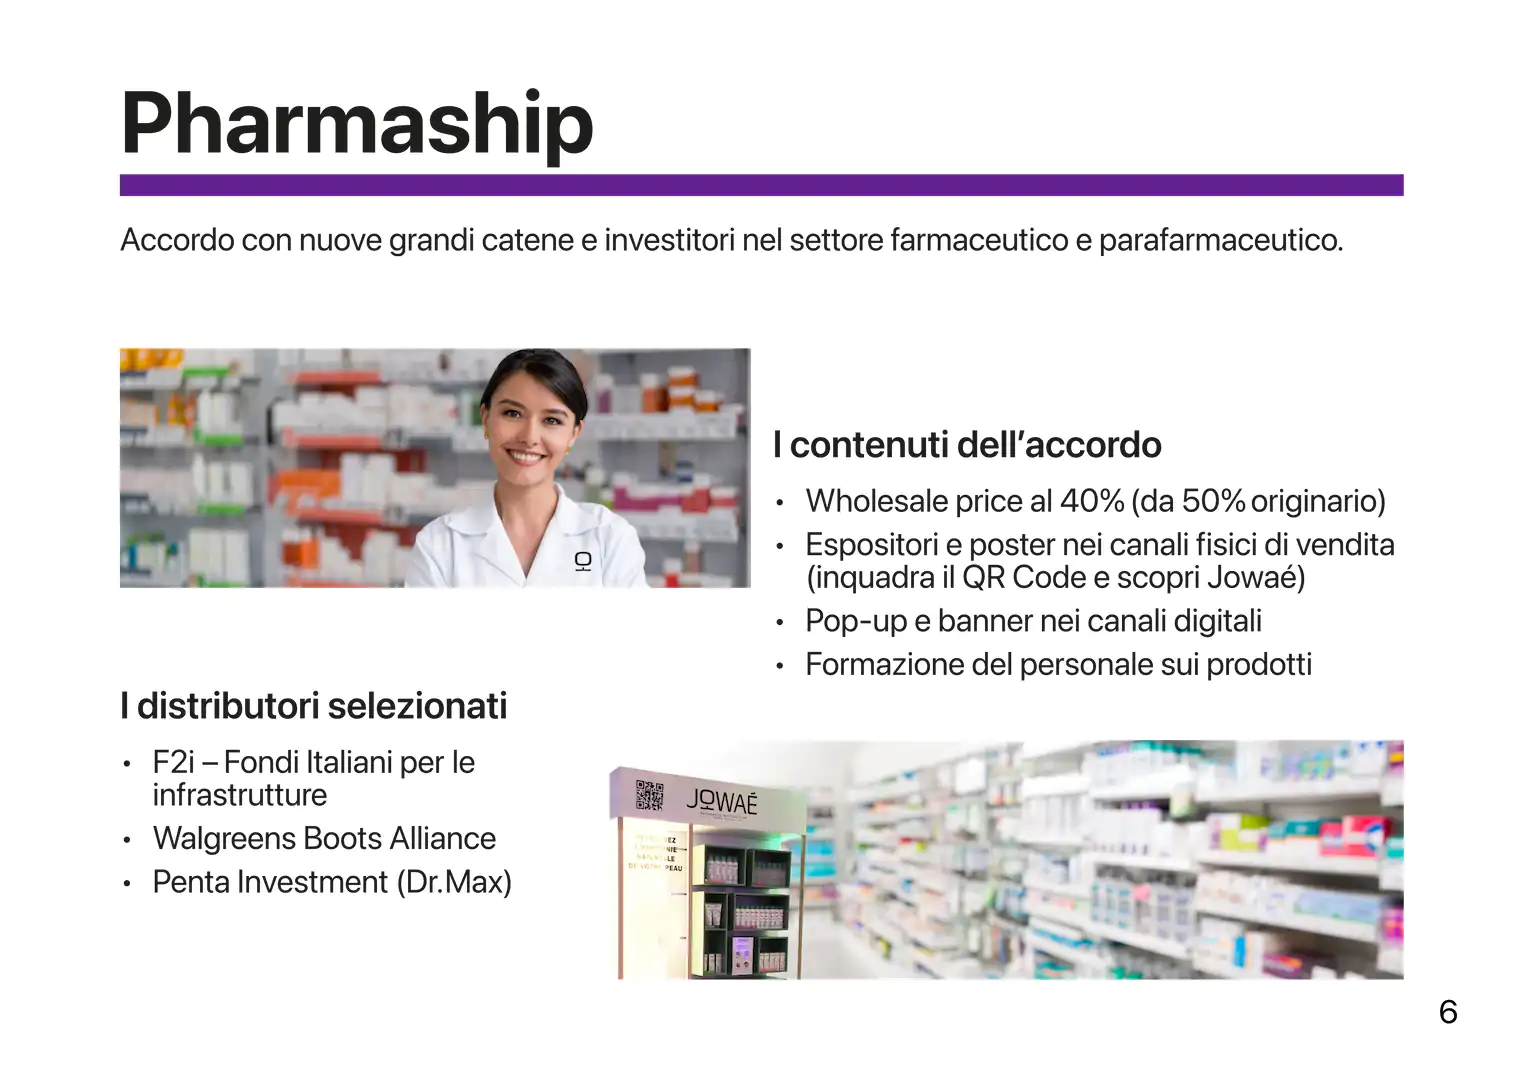 Pharmaship
Accordo con nuove grandi catene e investitori nel settore farmaceutico e parafarmaceutico.
I contenuti dell’accordo
• Wholesale price al 40% (da 50% originario)
• Espositori e poster nei canali fisici di vendita
(inquadra il QR Code e scopri Jowaé)
• Pop-up e banner nei canali digitali
• Formazione del personale sui prodotti
I distributori selezionati
• F2i – Fondi Italiani per le
infrastrutture
• Walgreens Boots Alliance
• Penta Investment (Dr.Max)
JOWAÉ
DE VOTRE PEAU
6